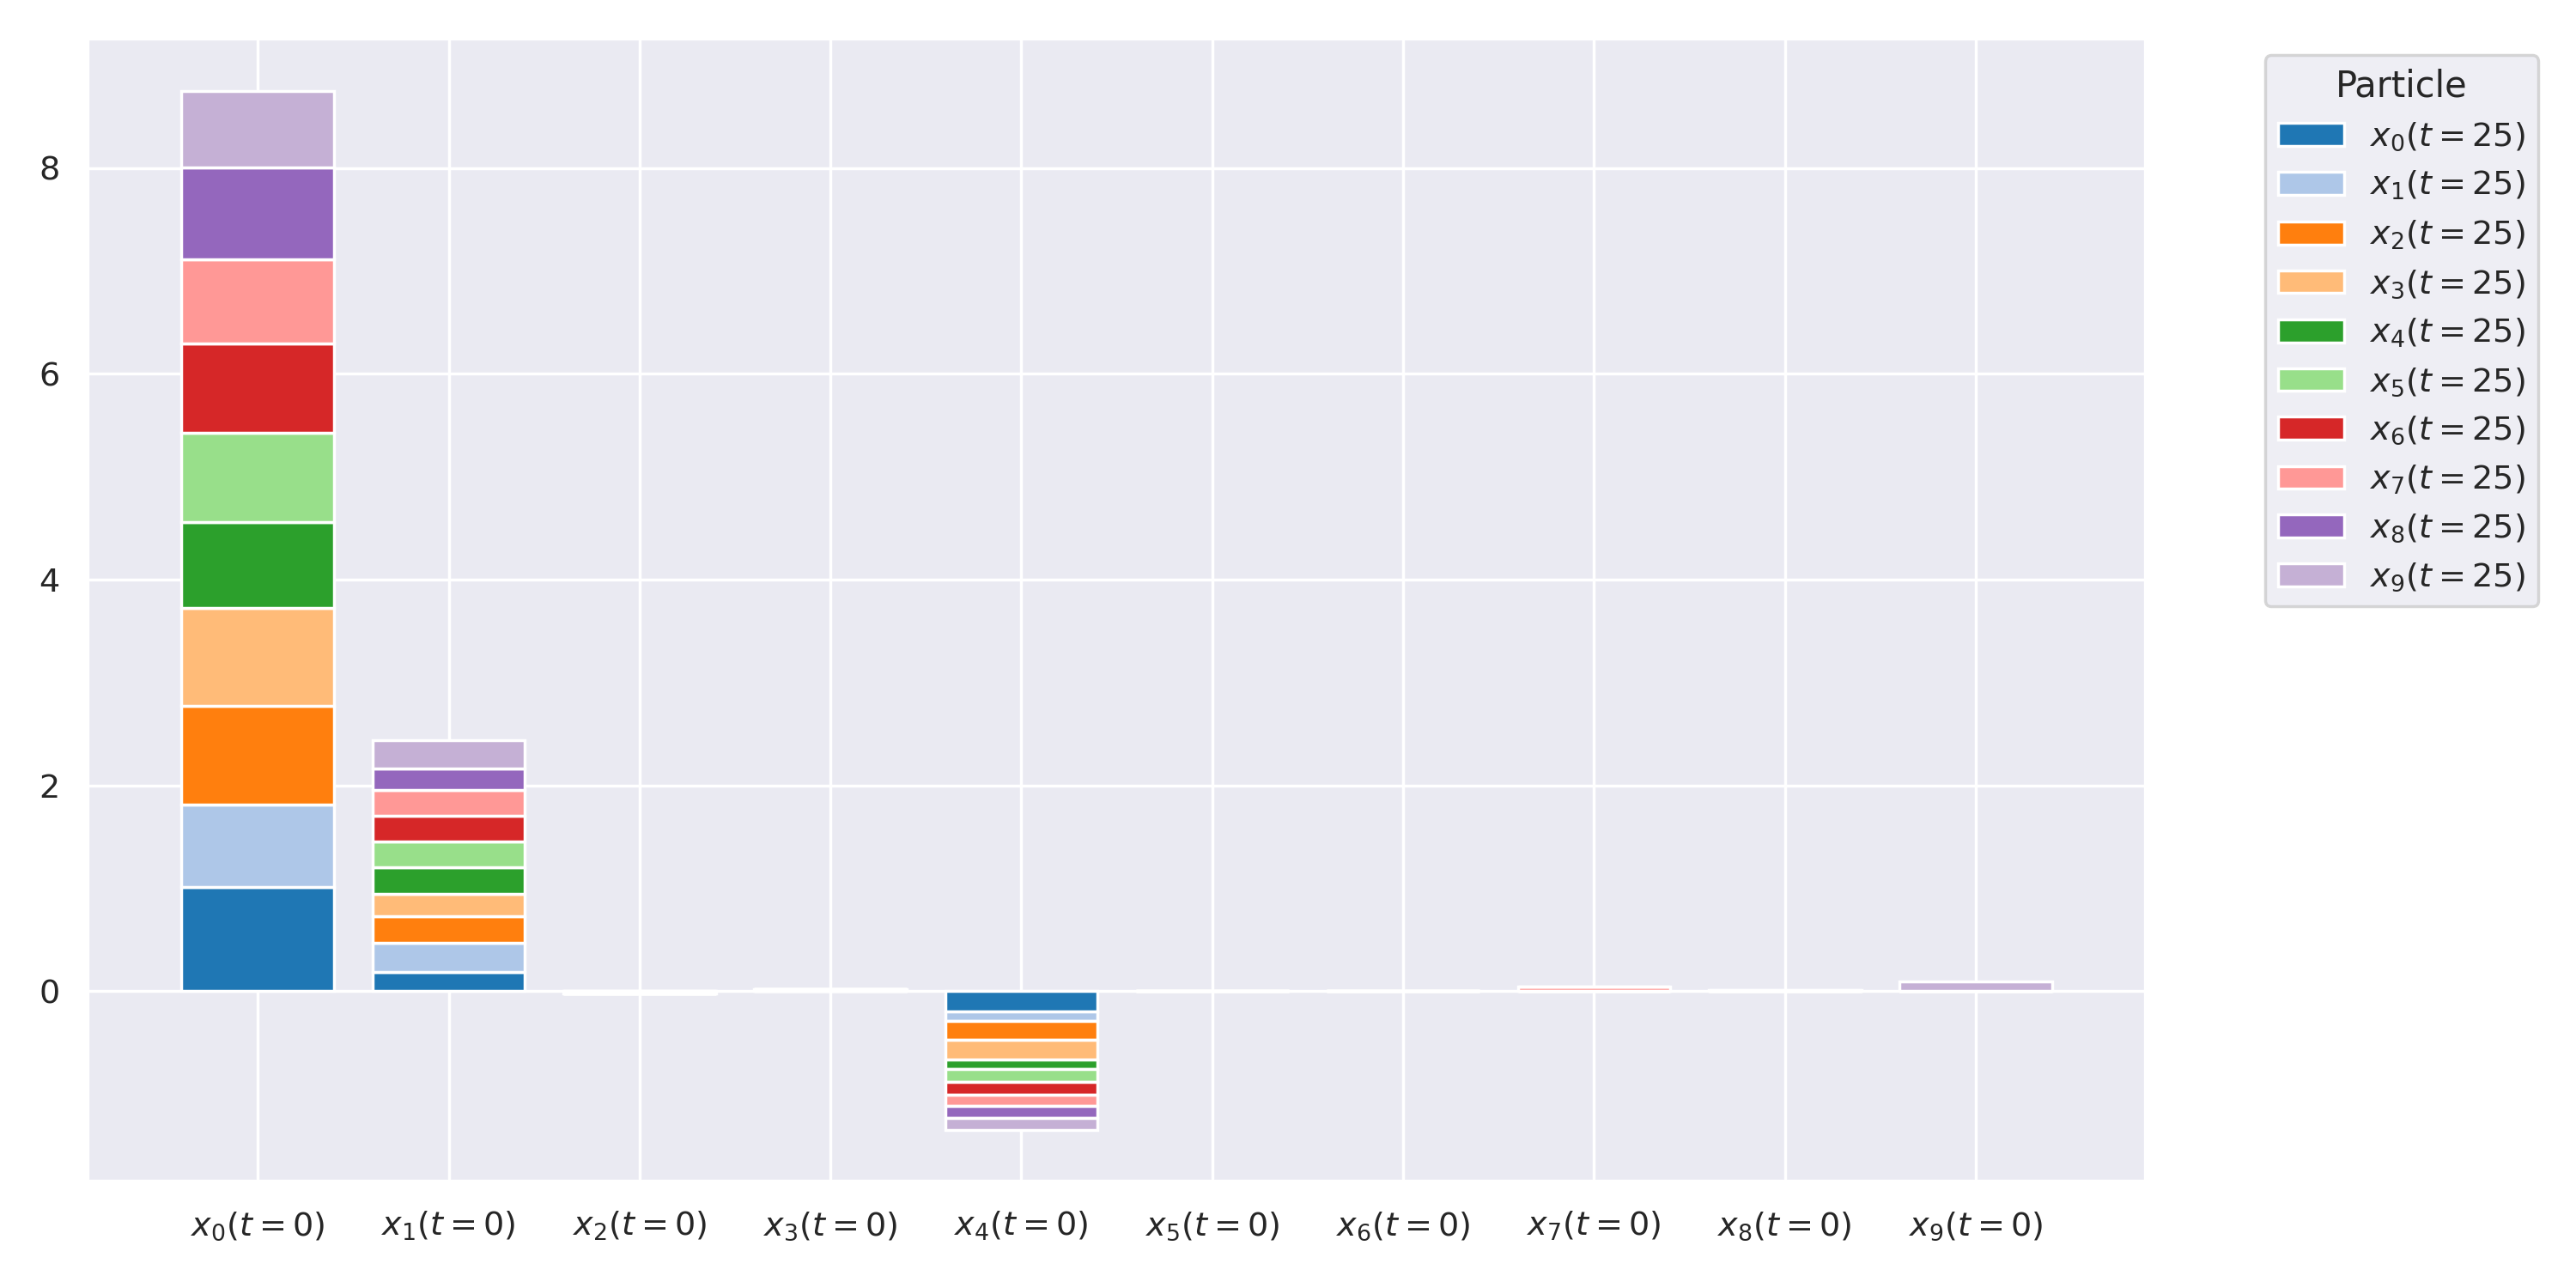 8
6
4
2
0
x₀(t = 0) x₁(t = 0) x₂(t = 0) x₃(t = 0) x₄(t = 0) x₅(t = 0) x₆(t = 0) x₇(t = 0) x₈(t = 0) x₉(t = 0)
Particle
x₀(t = 25)
x₁(t = 25)
x₂(t = 25)
x₃(t = 25)
x₄(t = 25)
x₅(t = 25)
x₆(t = 25)
x₇(t = 25)
x₈(t = 25)
x₉(t = 25)